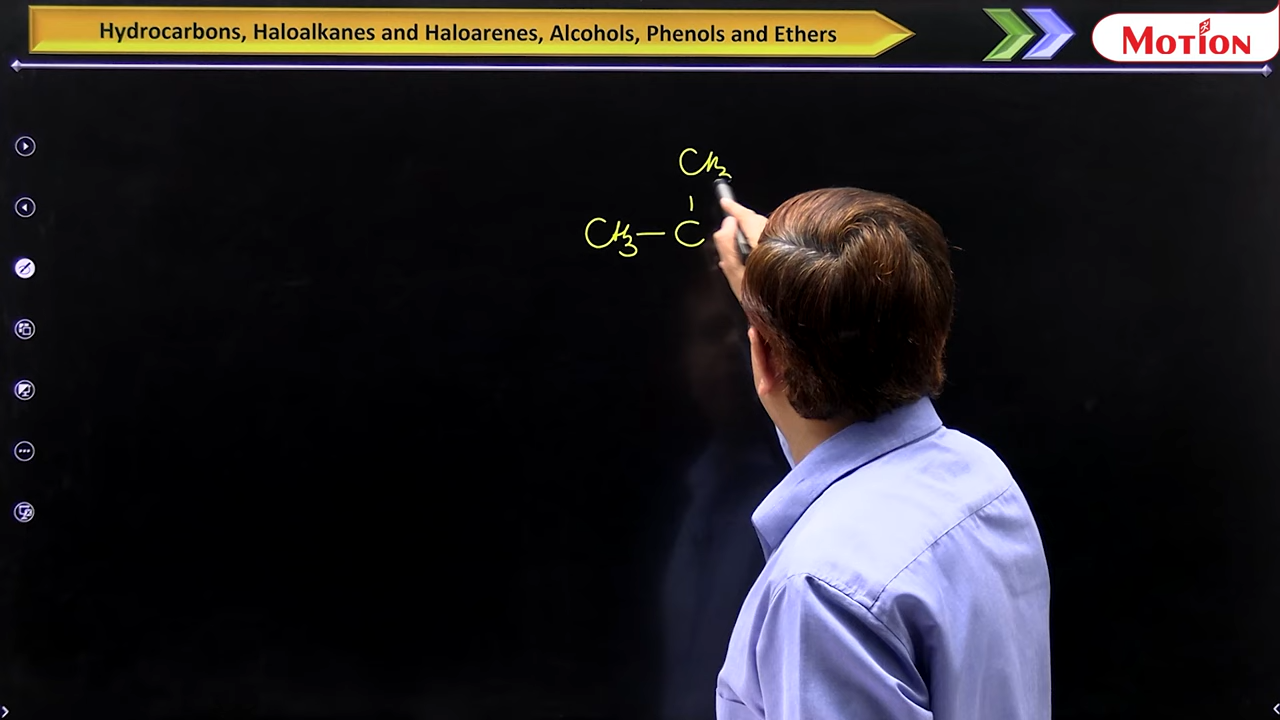 Hydrocarbons, Haloalkanes and Haloarenes, Alcohols, Phenols and Ethers
MOTION
CH3
CH3 — C